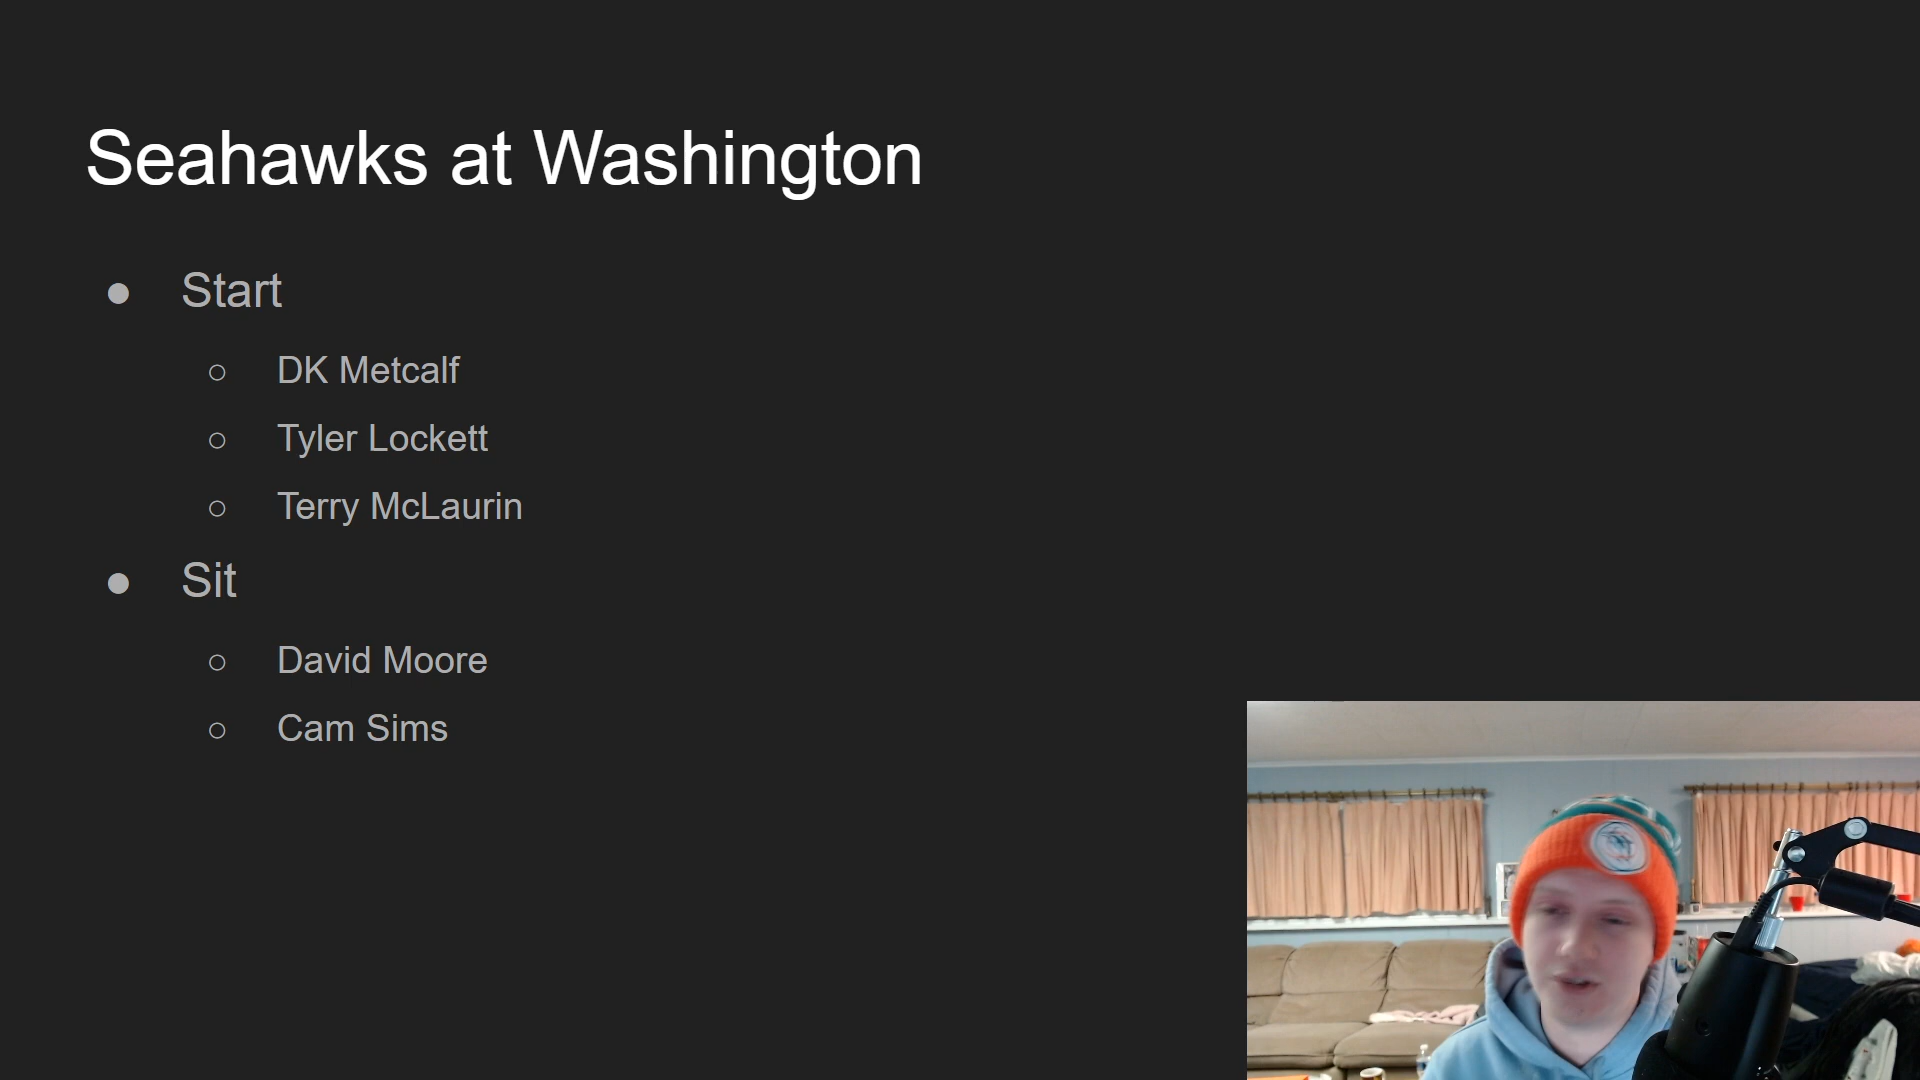 Seahawks at Washington
● Start
○ DK Metcalf
○ Tyler Lockett
○ Terry McLaurin
● Sit
○ David Moore
○ Cam Sims